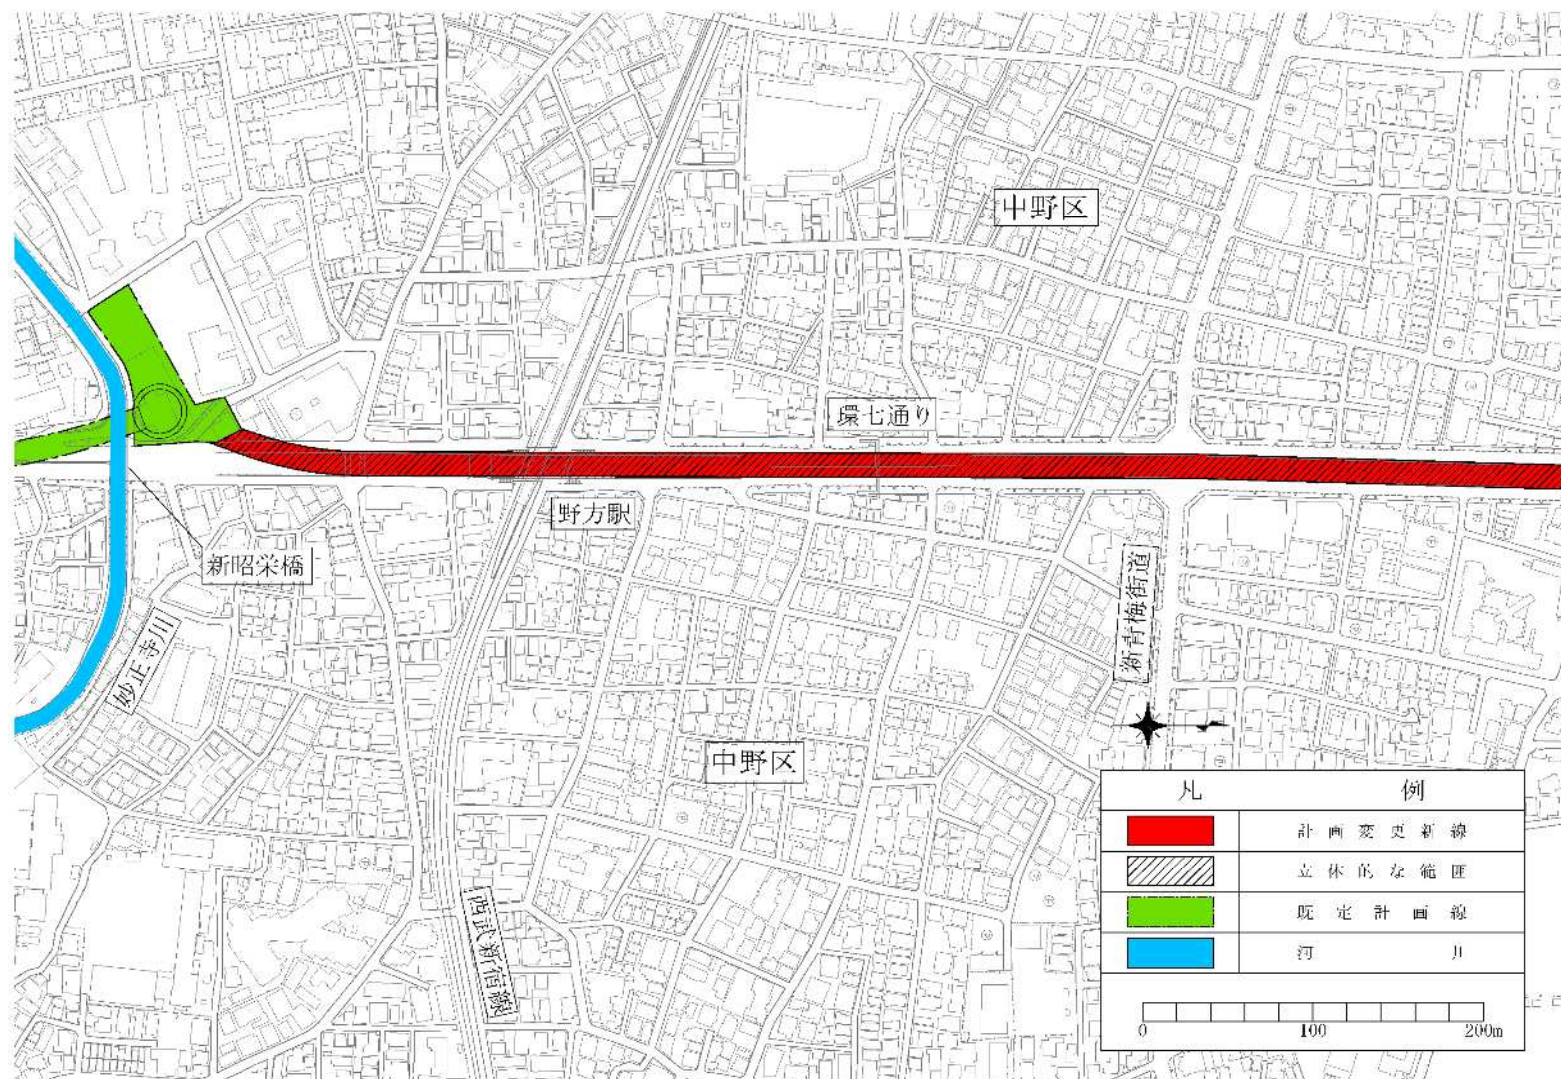 中野区
環七通り
野方駅
新昭栄橋
新青梅街道
妙正寺川
中野区
西武新宿線
凡例
計画変更新線
立体的な範囲
既定計画線
河川
0 100 200m